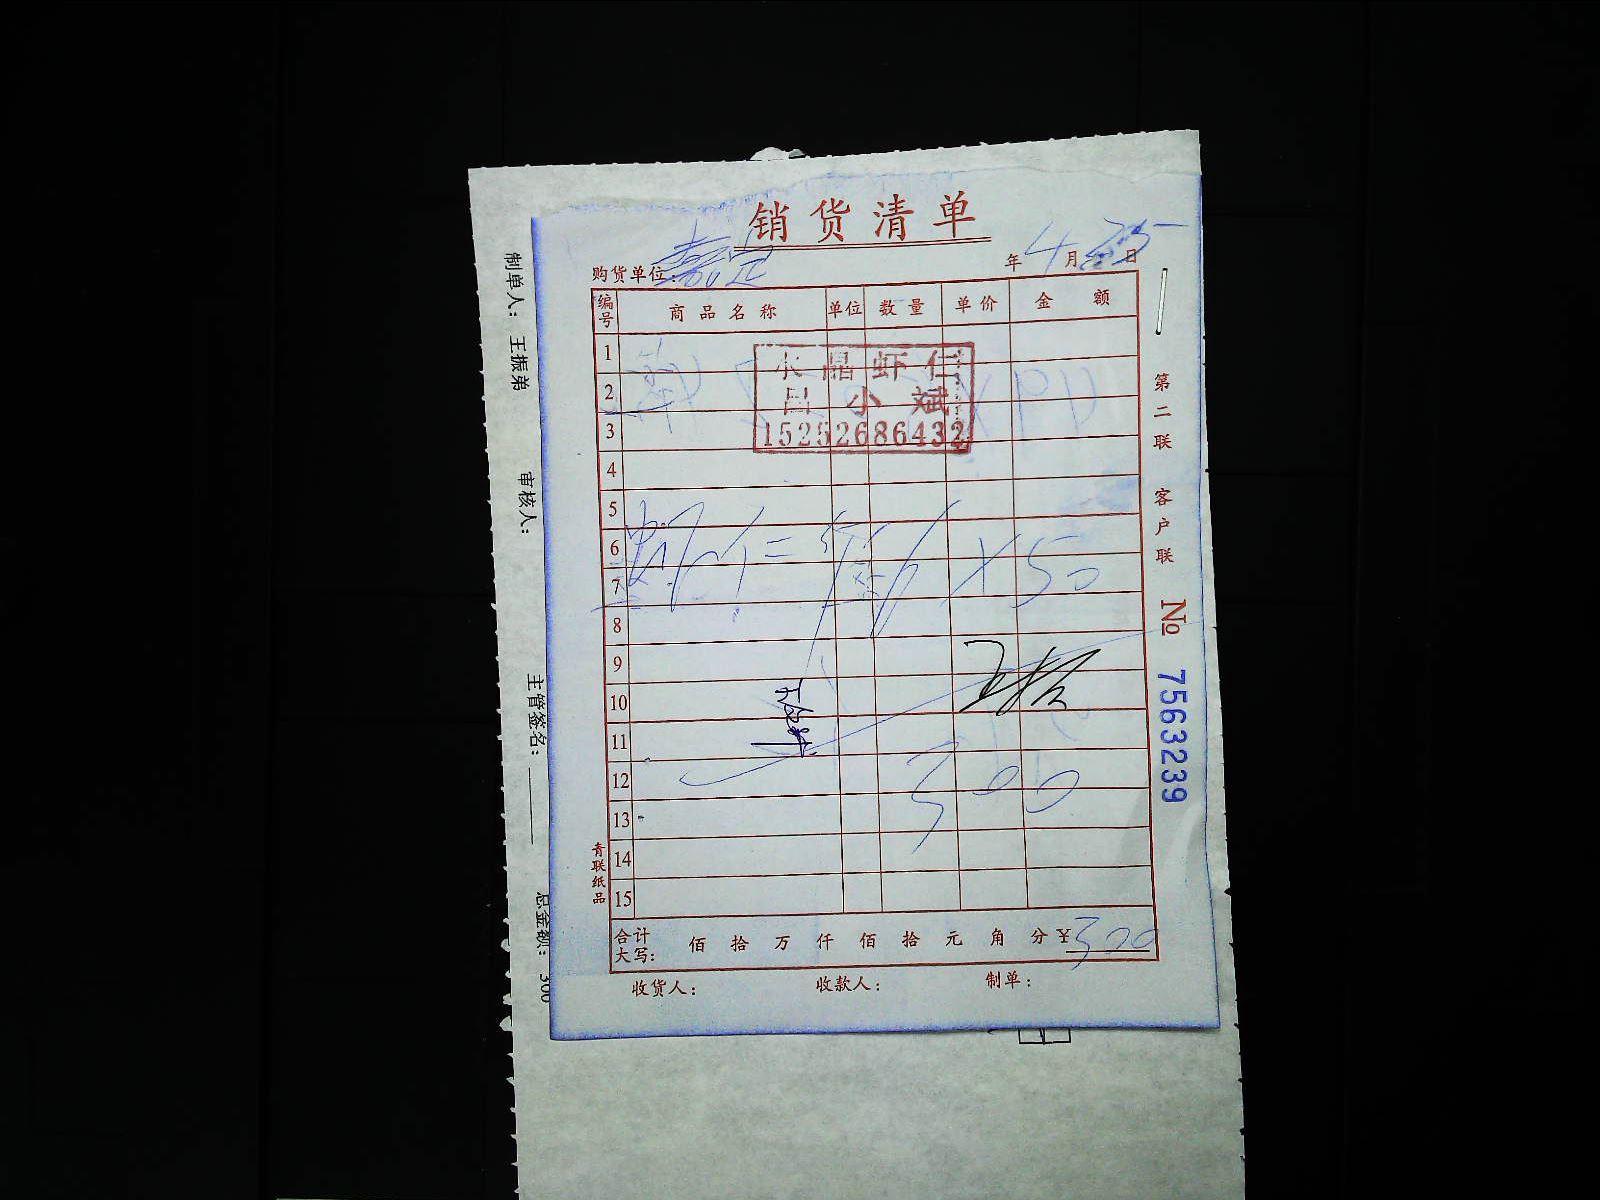 销货清单
购货单位：
年 4 月 25 日
编号 商品名称 单位 数量 单价 金额
1
2
3
水晶虾仁
吕小斌
15252686432
4
5
6
7
虾仁 = X 50
8
9
10
11
12
300
13
14
15
合计大写： 佰 拾 万 仟 佰 拾 元 角 分 ¥300
收货人： 收款人： 制单：
青联纸品
第二联 客户联 № 7563239
制单人： 王振弟 审核人： 主管签名： 总金额： 300